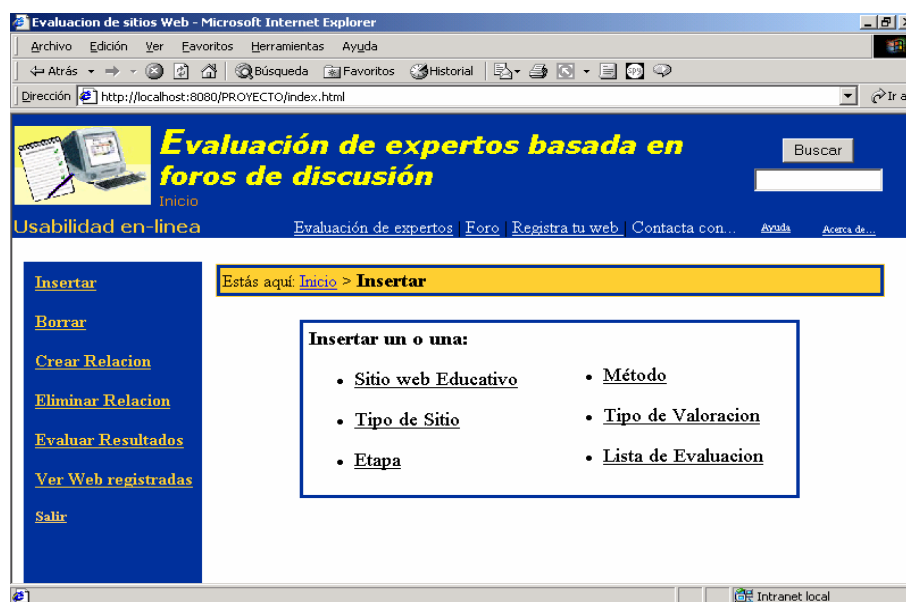 Evaluacion de sitios Web - Microsoft Internet Explorer
Archivo Edición Ver Favoritos Herramientas Ayuda
Atrás Búsqueda Favoritos Historial
Dirección http://localhost:8080/PROYECTO/index.html Ir a
Evaluación de expertos basada en
foros de discusión
Buscar
Inicio
Usabilidad en-linea
Evaluación de expertos | Foro | Registra tu web | Contacta con... Ayuda Acerca de...
Insertar
Borrar
Crear Relacion
Eliminar Relacion
Evaluar Resultados
Ver Web registradas
Salir
Estás aquí: Inicio > Insertar
Insertar un o una:
• Sitio web Educativo
• Tipo de Sitio
• Etapa
• Método
• Tipo de Valoracion
• Lista de Evaluacion
Intranet local